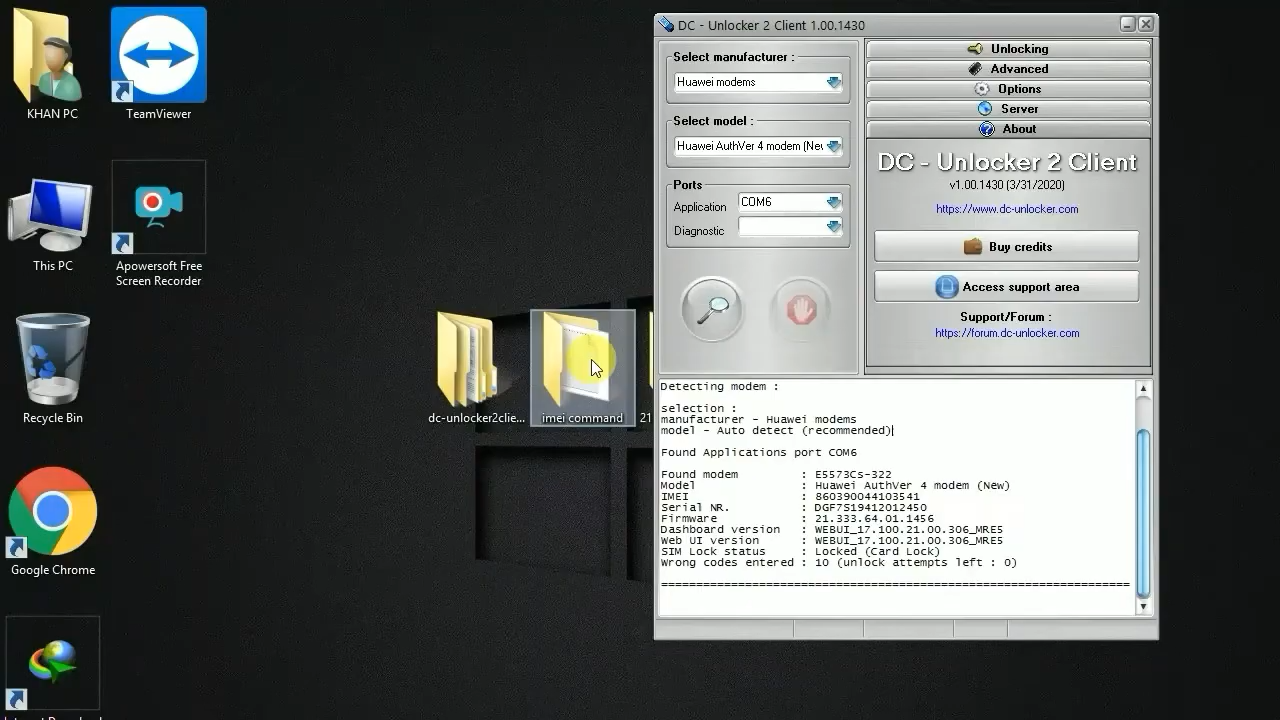 KHAN PC
TeamViewer
This PC
Apowersoft Free
Screen Recorder
Recycle Bin
Google Chrome
dc-unlocker2clie...
imei command
21
DC - Unlocker 2 Client 1.00.1430
Select manufacturer :
Huawei modems
Select model :
Huawei AuthVer 4 modem (Nev
Ports
Application
COM6
Diagnostic
Unlocking
Advanced
Options
Server
About
DC - Unlocker 2 Client
v1.00.1430 (3/31/2020)
https://www.dc-unlocker.com
Buy credits
Access support area
Support/Forum :
https://forum.dc-unlocker.com
Detecting modem :
selection :
manufacturer - Huawei modems
model - Auto detect (recommended)
Found Applications port COM6
Found modem : E5573Cs-322
Model : Huawei AuthVer 4 modem (New)
IMEI : 860390044103541
Serial NR. : DGF7S19412012450
Firmware : 21.333.64.01.1456
Dashboard version : WEBUI_17.100.21.00.306_MRE5
Web UI version : WEBUI_17.100.21.00.306_MRE5
SIM Lock status : Locked (Card Lock)
Wrong codes entered : 10 (unlock attempts left : 0)